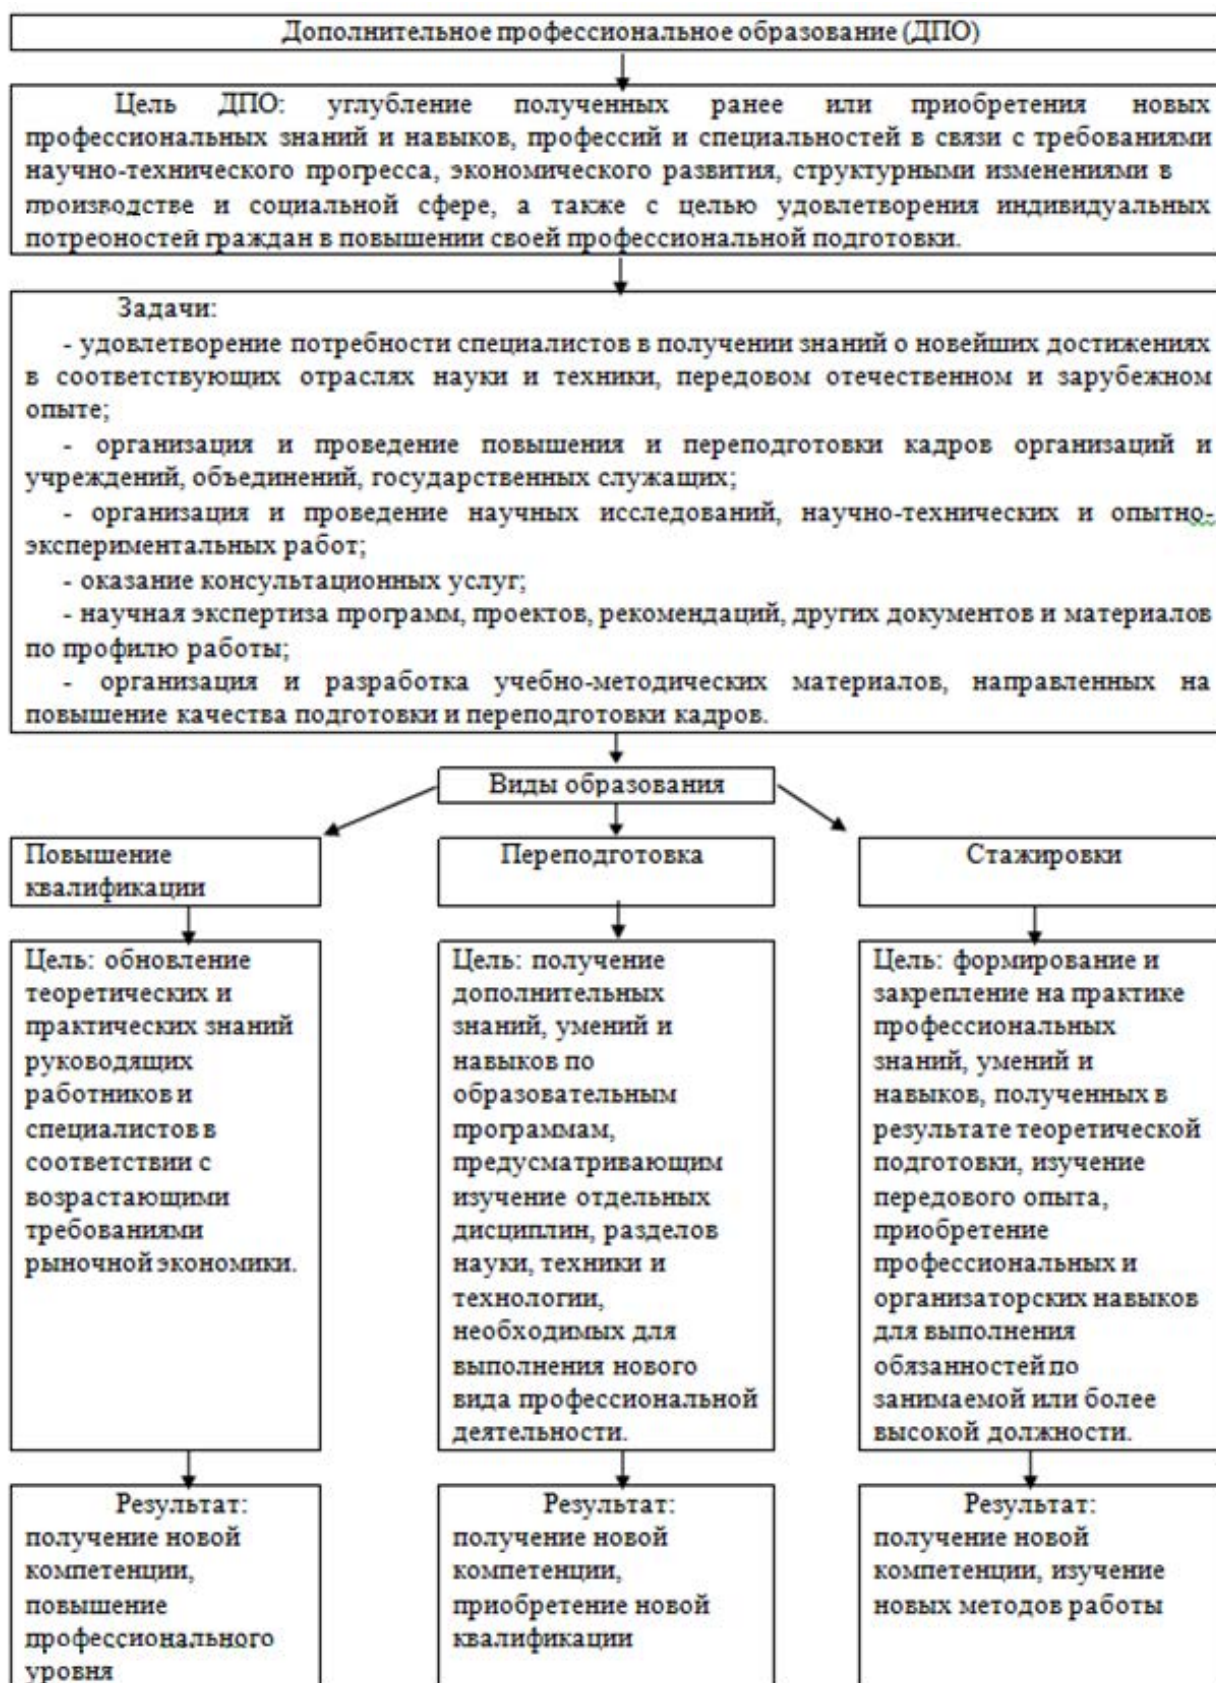 Дополнительное профессиональное образование (ДПО)
Цель ДПО: углубление полученных ранее или приобретения новых
профессиональных знаний и навыков, профессий и специальностей в связи с требованиями
научно-технического прогресса, экономического развития, структурными изменениями в
производстве и социальной сфере, а также с целью удовлетворения индивидуальных
потребностей граждан в повышении своей профессиональной подготовки.
Задачи:
- удовлетворение потребности специалистов в получении знаний о новейших достижениях
в соответствующих отраслях науки и техники, передовом отечественном и зарубежном
опыте;
- организация и проведение повышения и переподготовки кадров организаций и
учреждений, объединений, государственных служащих;
- организация и проведение научных исследований, научно-технических и опытно-
экспериментальных работ;
- оказание консультационных услуг;
- научная экспертиза программ, проектов, рекомендаций, других документов и материалов
по профилю работы;
- организация и разработка учебно-методических материалов, направленных на
повышение качества подготовки и переподготовки кадров.
Виды образования
Повышение
квалификации
Переподготовка
Стажировки
Цель: обновление
теоретических и
практических знаний
руководящих
работников и
специалистов в
соответствии с
возрастающими
требованиями
рыночной экономики.
Цель: получение
дополнительных
знаний, умений и
навыков по
образовательным
программам,
предусматривающим
изучение отдельных
дисциплин, разделов
науки, техники и
технологии,
необходимых для
выполнения нового
вида профессиональной
деятельности.
Цель: формирование и
закрепление на практике
профессиональных
знаний, умений и
навыков, полученных в
результате теоретической
подготовки, изучение
передового опыта,
приобретение
профессиональных и
организаторских навыков
для выполнения
обязанностей по
занимаемой или более
высокой должности.
Результат:
получение новой
компетенции,
повышение
профессионального
уровня
Результат:
получение новой
компетенции,
приобретение новой
квалификации
Результат:
получение новой
компетенции, изучение
новых методов работы